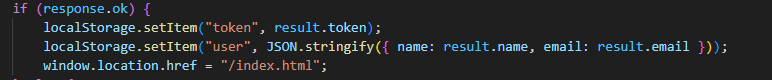 if (response.ok) {
localStorage.setItem("token", result.token);
localStorage.setItem("user", JSON.stringify({ name: result.name, email: result.email }));
window.location.href = "/index.html";